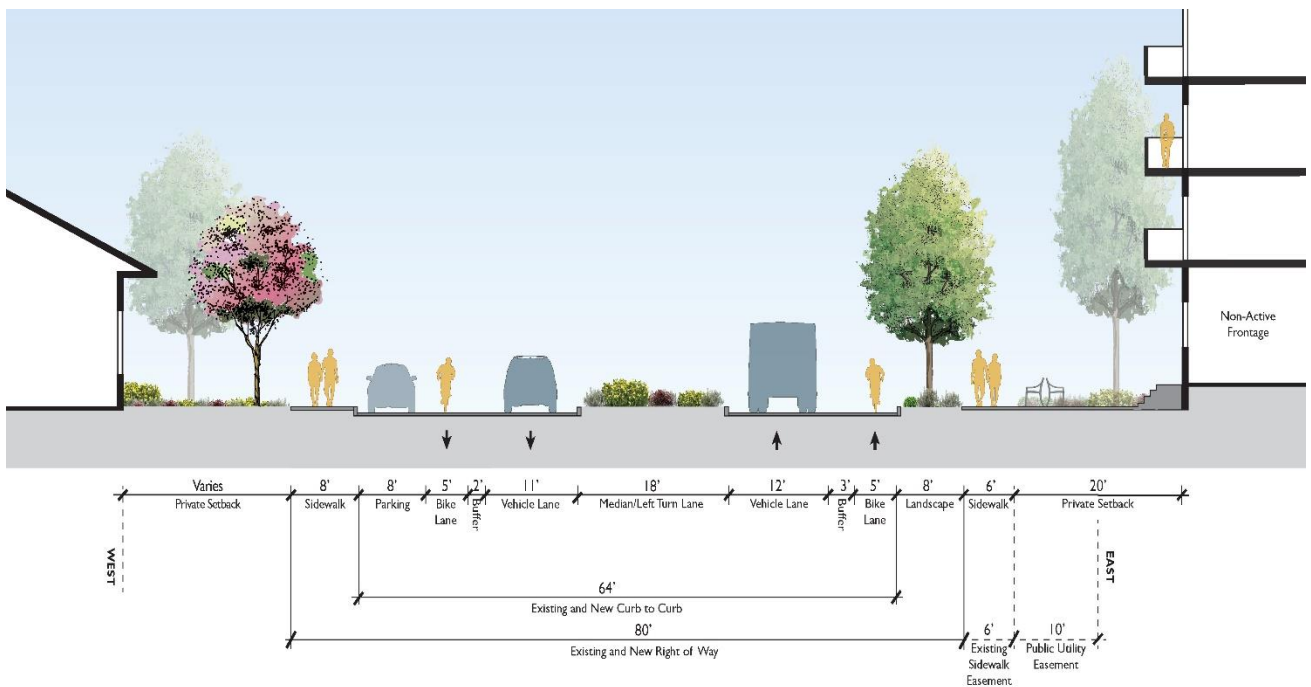 Non-Active
Frontage
Varies
Private Setback
8'
Sidewalk
8'
Parking
5'
Bike
Lane
2'
Buffer
11'
Vehicle Lane
18'
Median/Left Turn Lane
12'
Vehicle Lane
3'
Buffer
5'
Bike
Lane
8'
Landscape
6'
Sidewalk
20'
Private Setback
WEST
EAST
64'
Existing and New Curb to Curb
80'
Existing and New Right of Way
6'
Existing
Sidewalk
Easement
10'
Public Utility
Easement